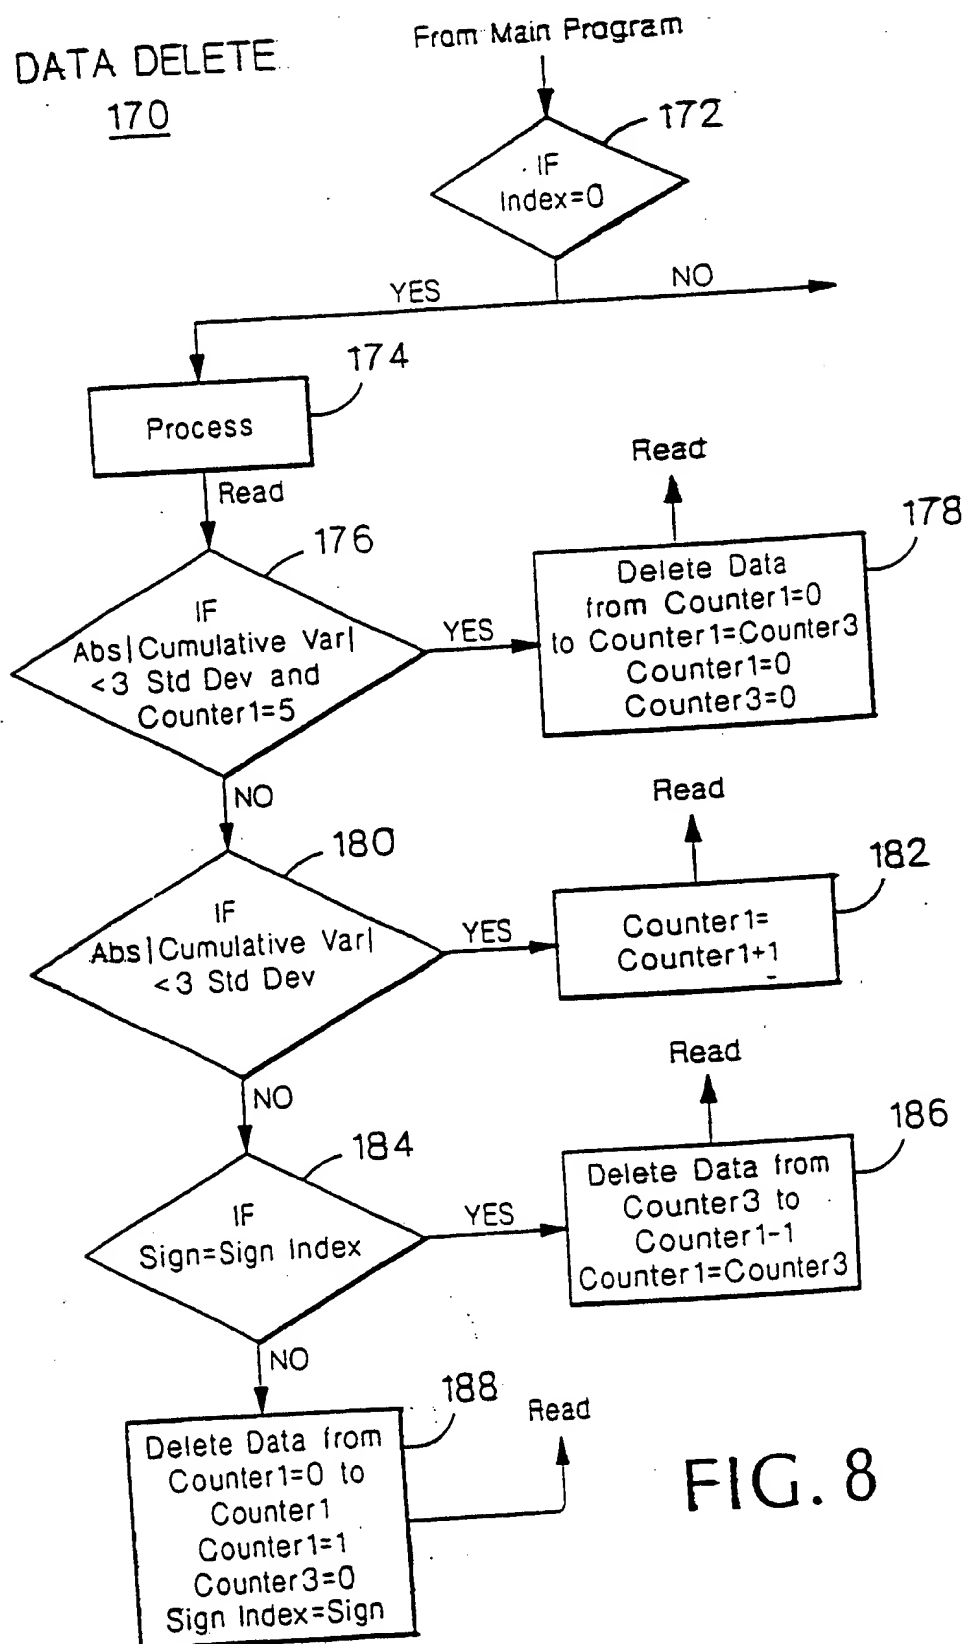 From Main Program
DATA DELETE
170
172
IF
Index=0
YES
NO
174
Process
Read
176
IF
Abs|Cumulative Var|
<3 Std Dev and
Counter1=5
YES
Read
178
Delete Data
from Counter1=0
to Counter1=Counter3
Counter1=0
Counter3=0
NO
180
IF
Abs|Cumulative Var|
<3 Std Dev
YES
Read
182
Counter1=
Counter1+1
NO
184
IF
Sign=Sign Index
YES
Read
186
Delete Data from
Counter3 to
Counter1-1
Counter1=Counter3
NO
188
Delete Data from
Counter1=0 to
Counter1
Counter1=1
Counter3=0
Sign Index=Sign
Read
FIG. 8